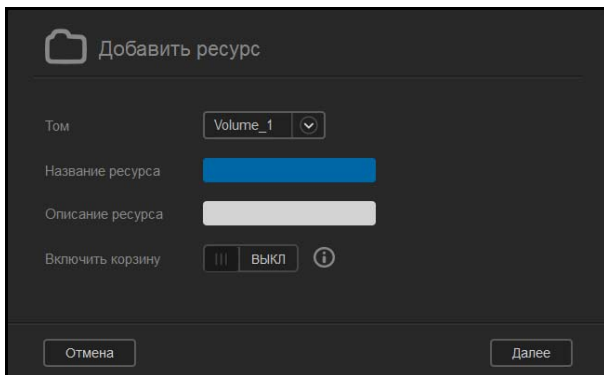 Добавить ресурс
Том
Volume_1
Название ресурса
Описание ресурса
Включить корзину
ВЫКЛ
Отмена
Далее